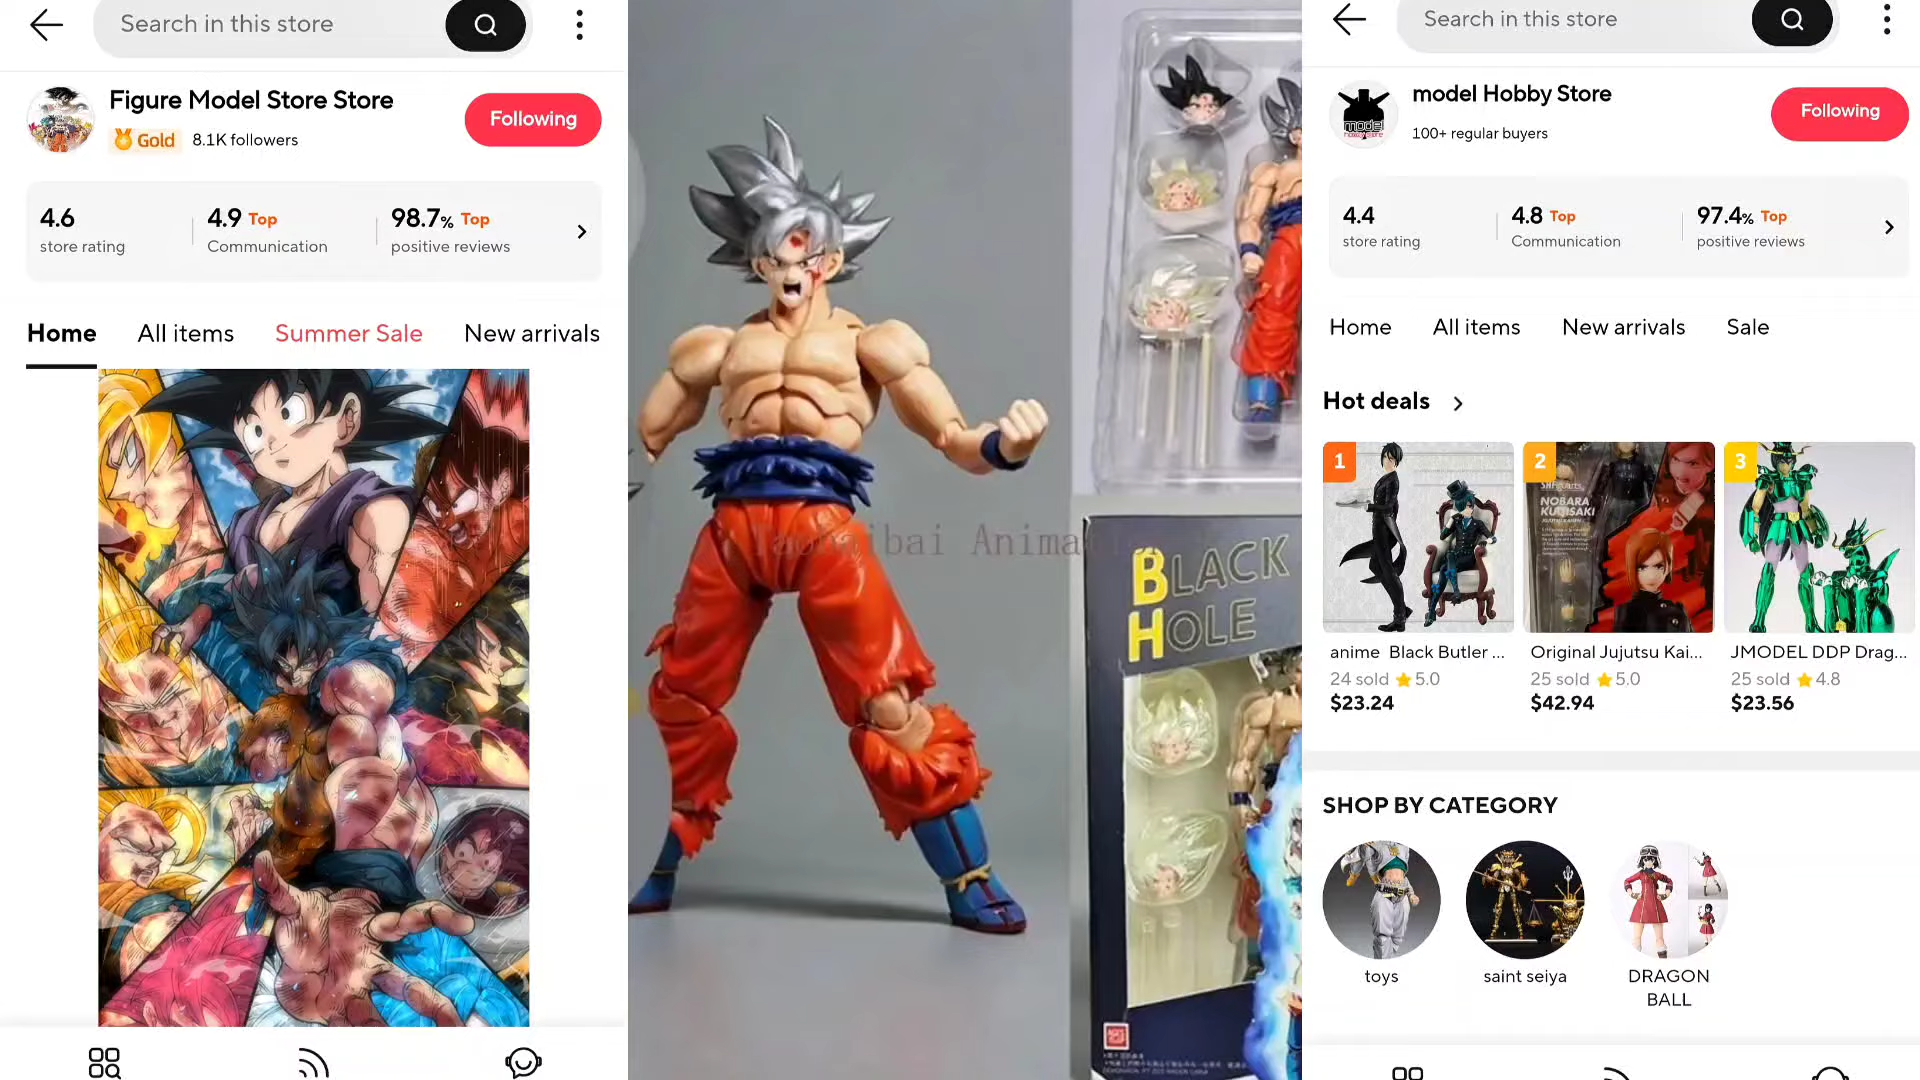 Search in this store
Figure Model Store Store
Gold
8.1K followers
Following
4.6
store rating
4.9 Top
Communication
98.7% Top
positive reviews
Home
All items
Summer Sale
New arrivals
BLACK
HOLE
Search in this store
model Hobby Store
100+ regular buyers
Following
4.4
store rating
4.8 Top
Communication
97.4% Top
positive reviews
Home
All items
New arrivals
Sale
Hot deals
1
2
3
NOBARA
KUGISAKI
anime Black Butler ...
24 sold 5.0
$23.24
Original Jujutsu Kai...
25 sold 5.0
$42.94
JMODEL DDP Drag...
25 sold 4.8
$23.56
SHOP BY CATEGORY
toys
saint seiya
DRAGON
BALL